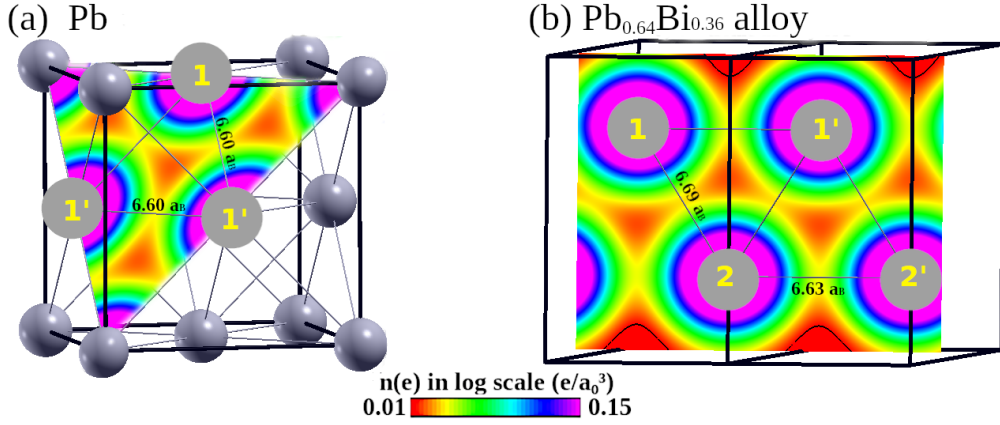 (a) Pb
1
6.60 aB
1'
6.60 aB
1'
(b) Pb0.64Bi0.36 alloy
1
1'
6.69 aB
2
2'
6.63 aB
n(e) in log scale (e/a₀³)
0.01
0.15